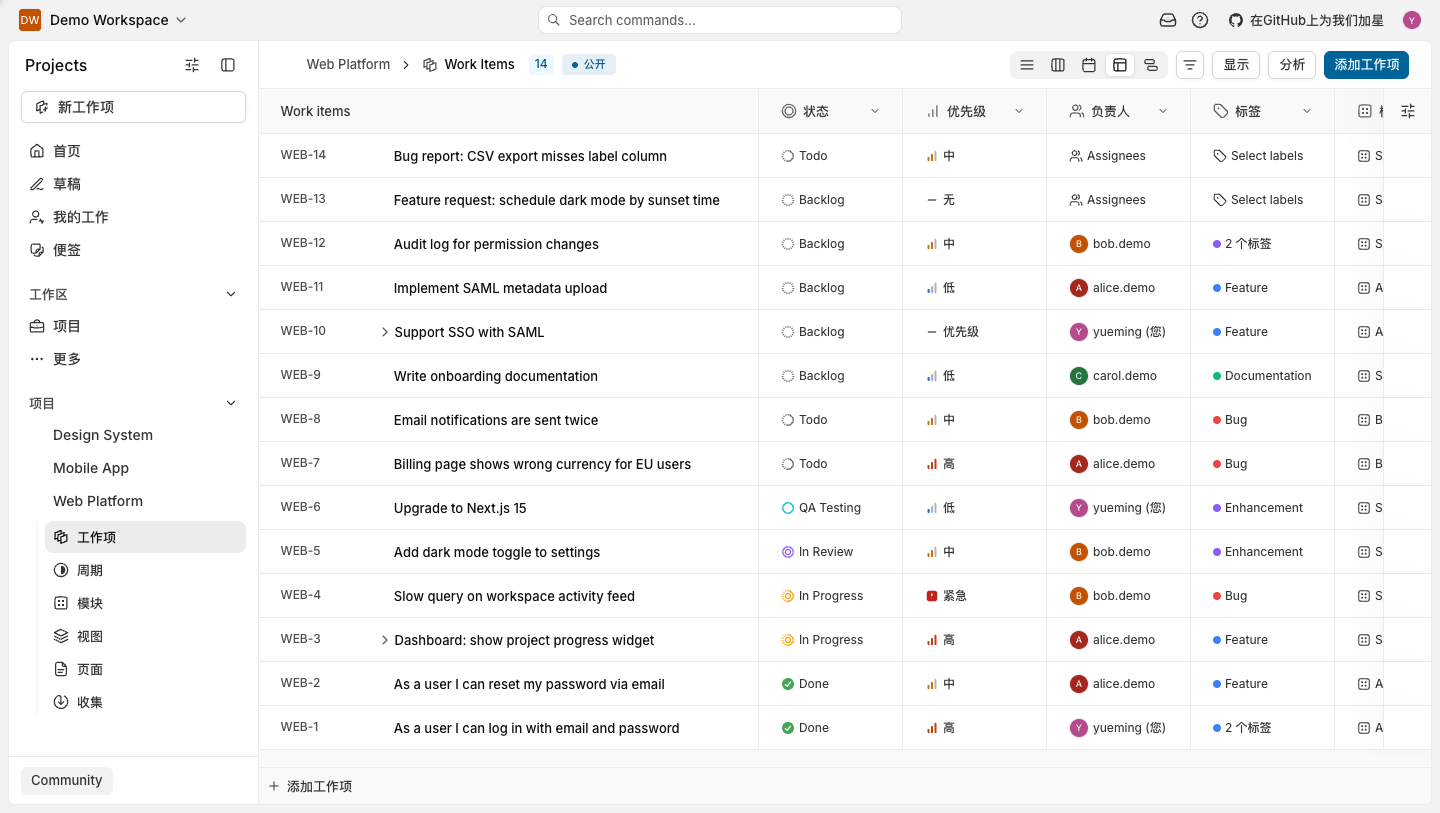 DW Demo Workspace
Search commands...
在GitHub上为我们加星
Y
Projects
新工作项
首页
草稿
我的工作
便签
工作区
项目
更多
项目
Design System
Mobile App
Web Platform
工作项
周期
模块
视图
页面
收集
Community
Web Platform > Work Items 14 公开
显示 分析 添加工作项
Work items 状态 优先级 负责人 标签
WEB-14 Bug report: CSV export misses label column Todo 中 Assignees Select labels S
WEB-13 Feature request: schedule dark mode by sunset time Backlog 无 Assignees Select labels S
WEB-12 Audit log for permission changes Backlog 中 B bob.demo 2 个标签 S
WEB-11 Implement SAML metadata upload Backlog 低 A alice.demo Feature A
WEB-10 Support SSO with SAML Backlog 优先级 Y yueming (您) Feature A
WEB-9 Write onboarding documentation Backlog 低 C carol.demo Documentation S
WEB-8 Email notifications are sent twice Todo 中 B bob.demo Bug B
WEB-7 Billing page shows wrong currency for EU users Todo 高 A alice.demo Bug B
WEB-6 Upgrade to Next.js 15 QA Testing 低 Y yueming (您) Enhancement S
WEB-5 Add dark mode toggle to settings In Review 中 B bob.demo Enhancement S
WEB-4 Slow query on workspace activity feed In Progress 紧急 B bob.demo Bug S
WEB-3 Dashboard: show project progress widget In Progress 高 A alice.demo Feature S
WEB-2 As a user I can reset my password via email Done 中 A alice.demo Feature A
WEB-1 As a user I can log in with email and password Done 高 Y yueming (您) 2 个标签 A
添加工作项